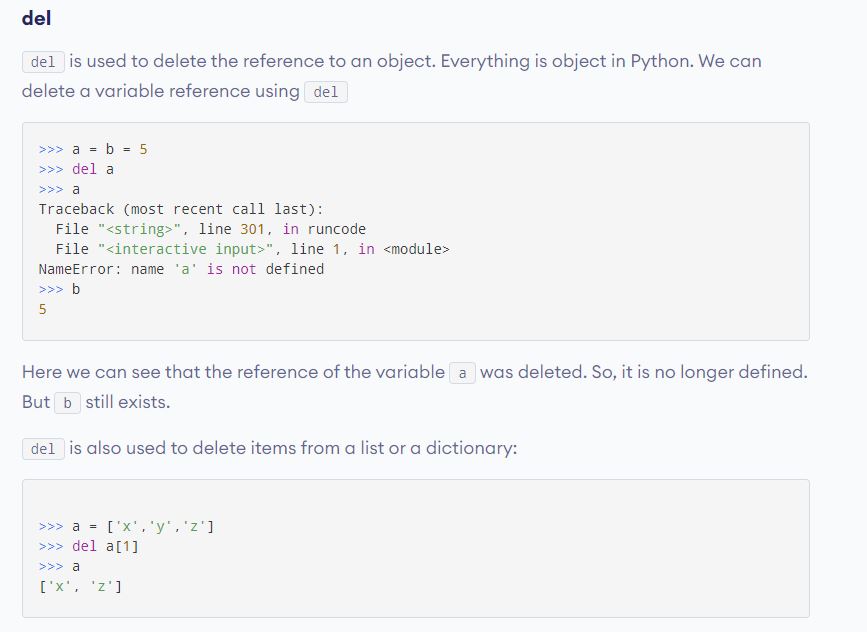 del
del is used to delete the reference to an object. Everything is object in Python. We can
delete a variable reference using del
>>> a = b = 5
>>> del a
>>> a
Traceback (most recent call last):
  File "<string>", line 301, in runcode
  File "<interactive input>", line 1, in <module>
NameError: name 'a' is not defined
>>> b
5
Here we can see that the reference of the variable a was deleted. So, it is no longer defined.
But b still exists.
del is also used to delete items from a list or a dictionary:
>>> a = ['x','y','z']
>>> del a[1]
>>> a
['x', 'z']